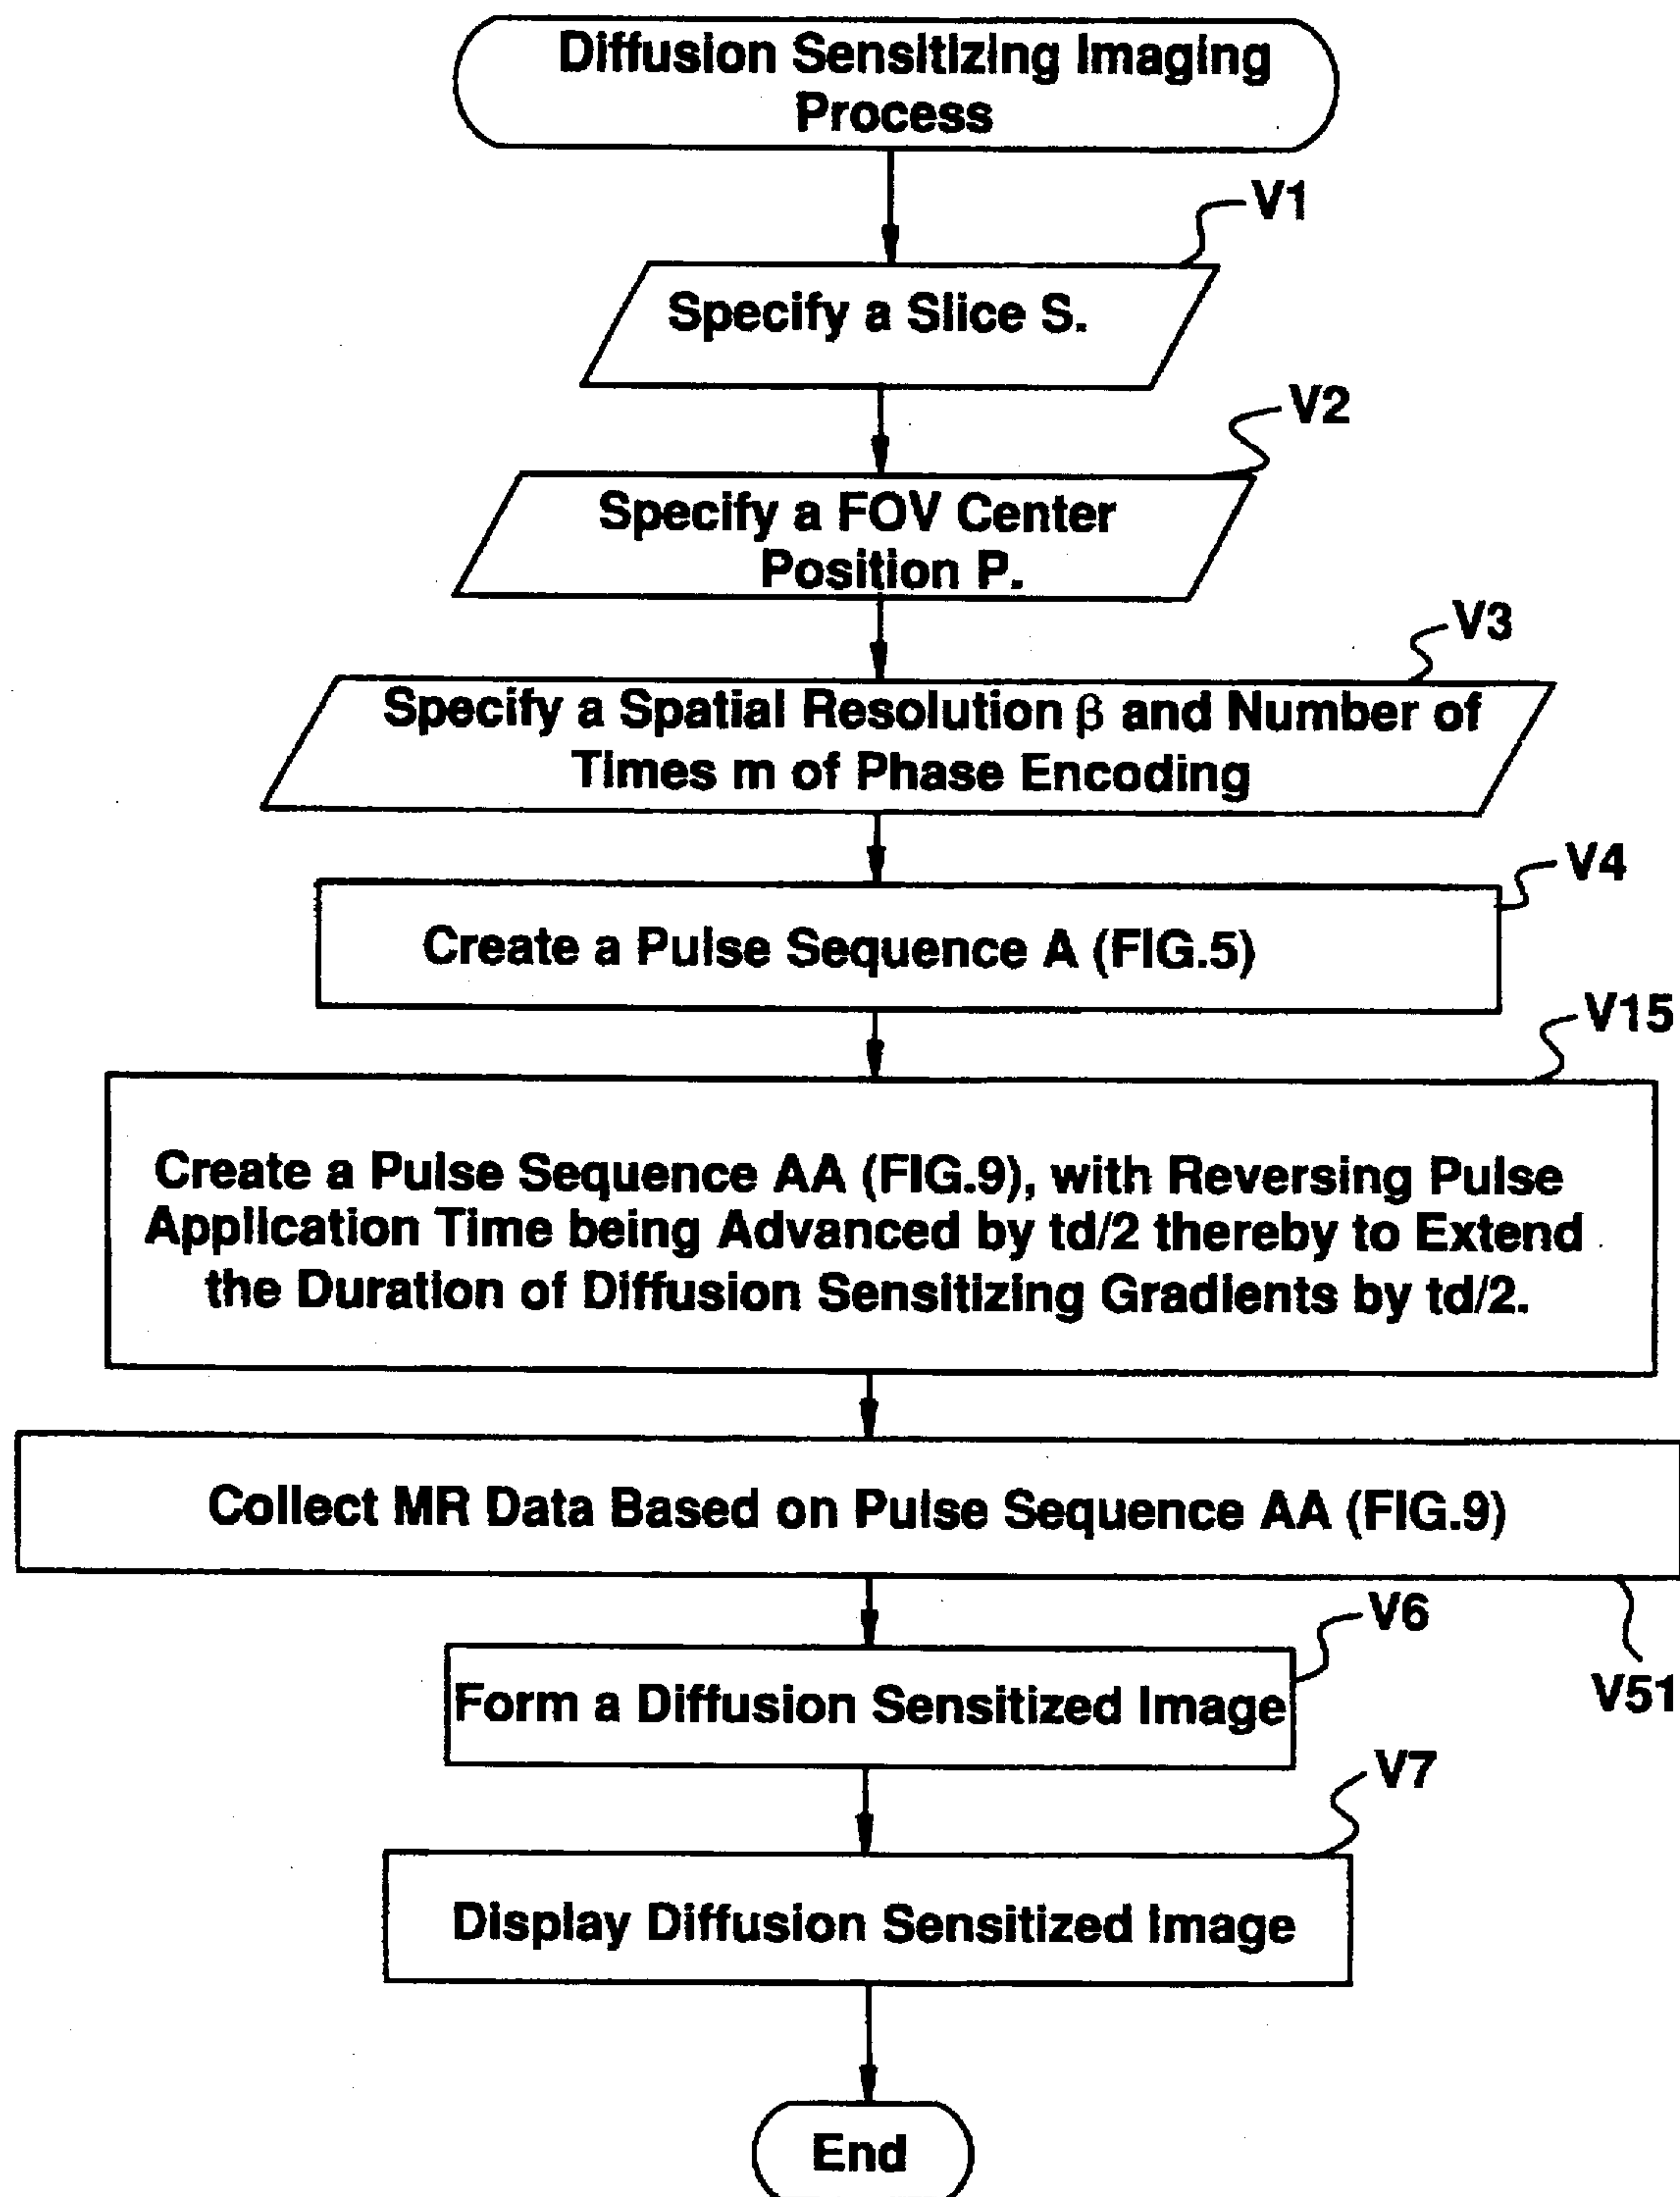 Diffusion Sensitizing Imaging
Process
V1
Specify a Slice S.
V2
Specify a FOV Center
Position P.
V3
Specify a Spatial Resolution β and Number of
Times m of Phase Encoding
V4
Create a Pulse Sequence A (FIG.5)
V15
Create a Pulse Sequence AA (FIG.9), with Reversing Pulse
Application Time being Advanced by td/2 thereby to Extend
the Duration of Diffusion Sensitizing Gradients by td/2.
Collect MR Data Based on Pulse Sequence AA (FIG.9)
V51
V6
Form a Diffusion Sensitized Image
V7
Display Diffusion Sensitized Image
End